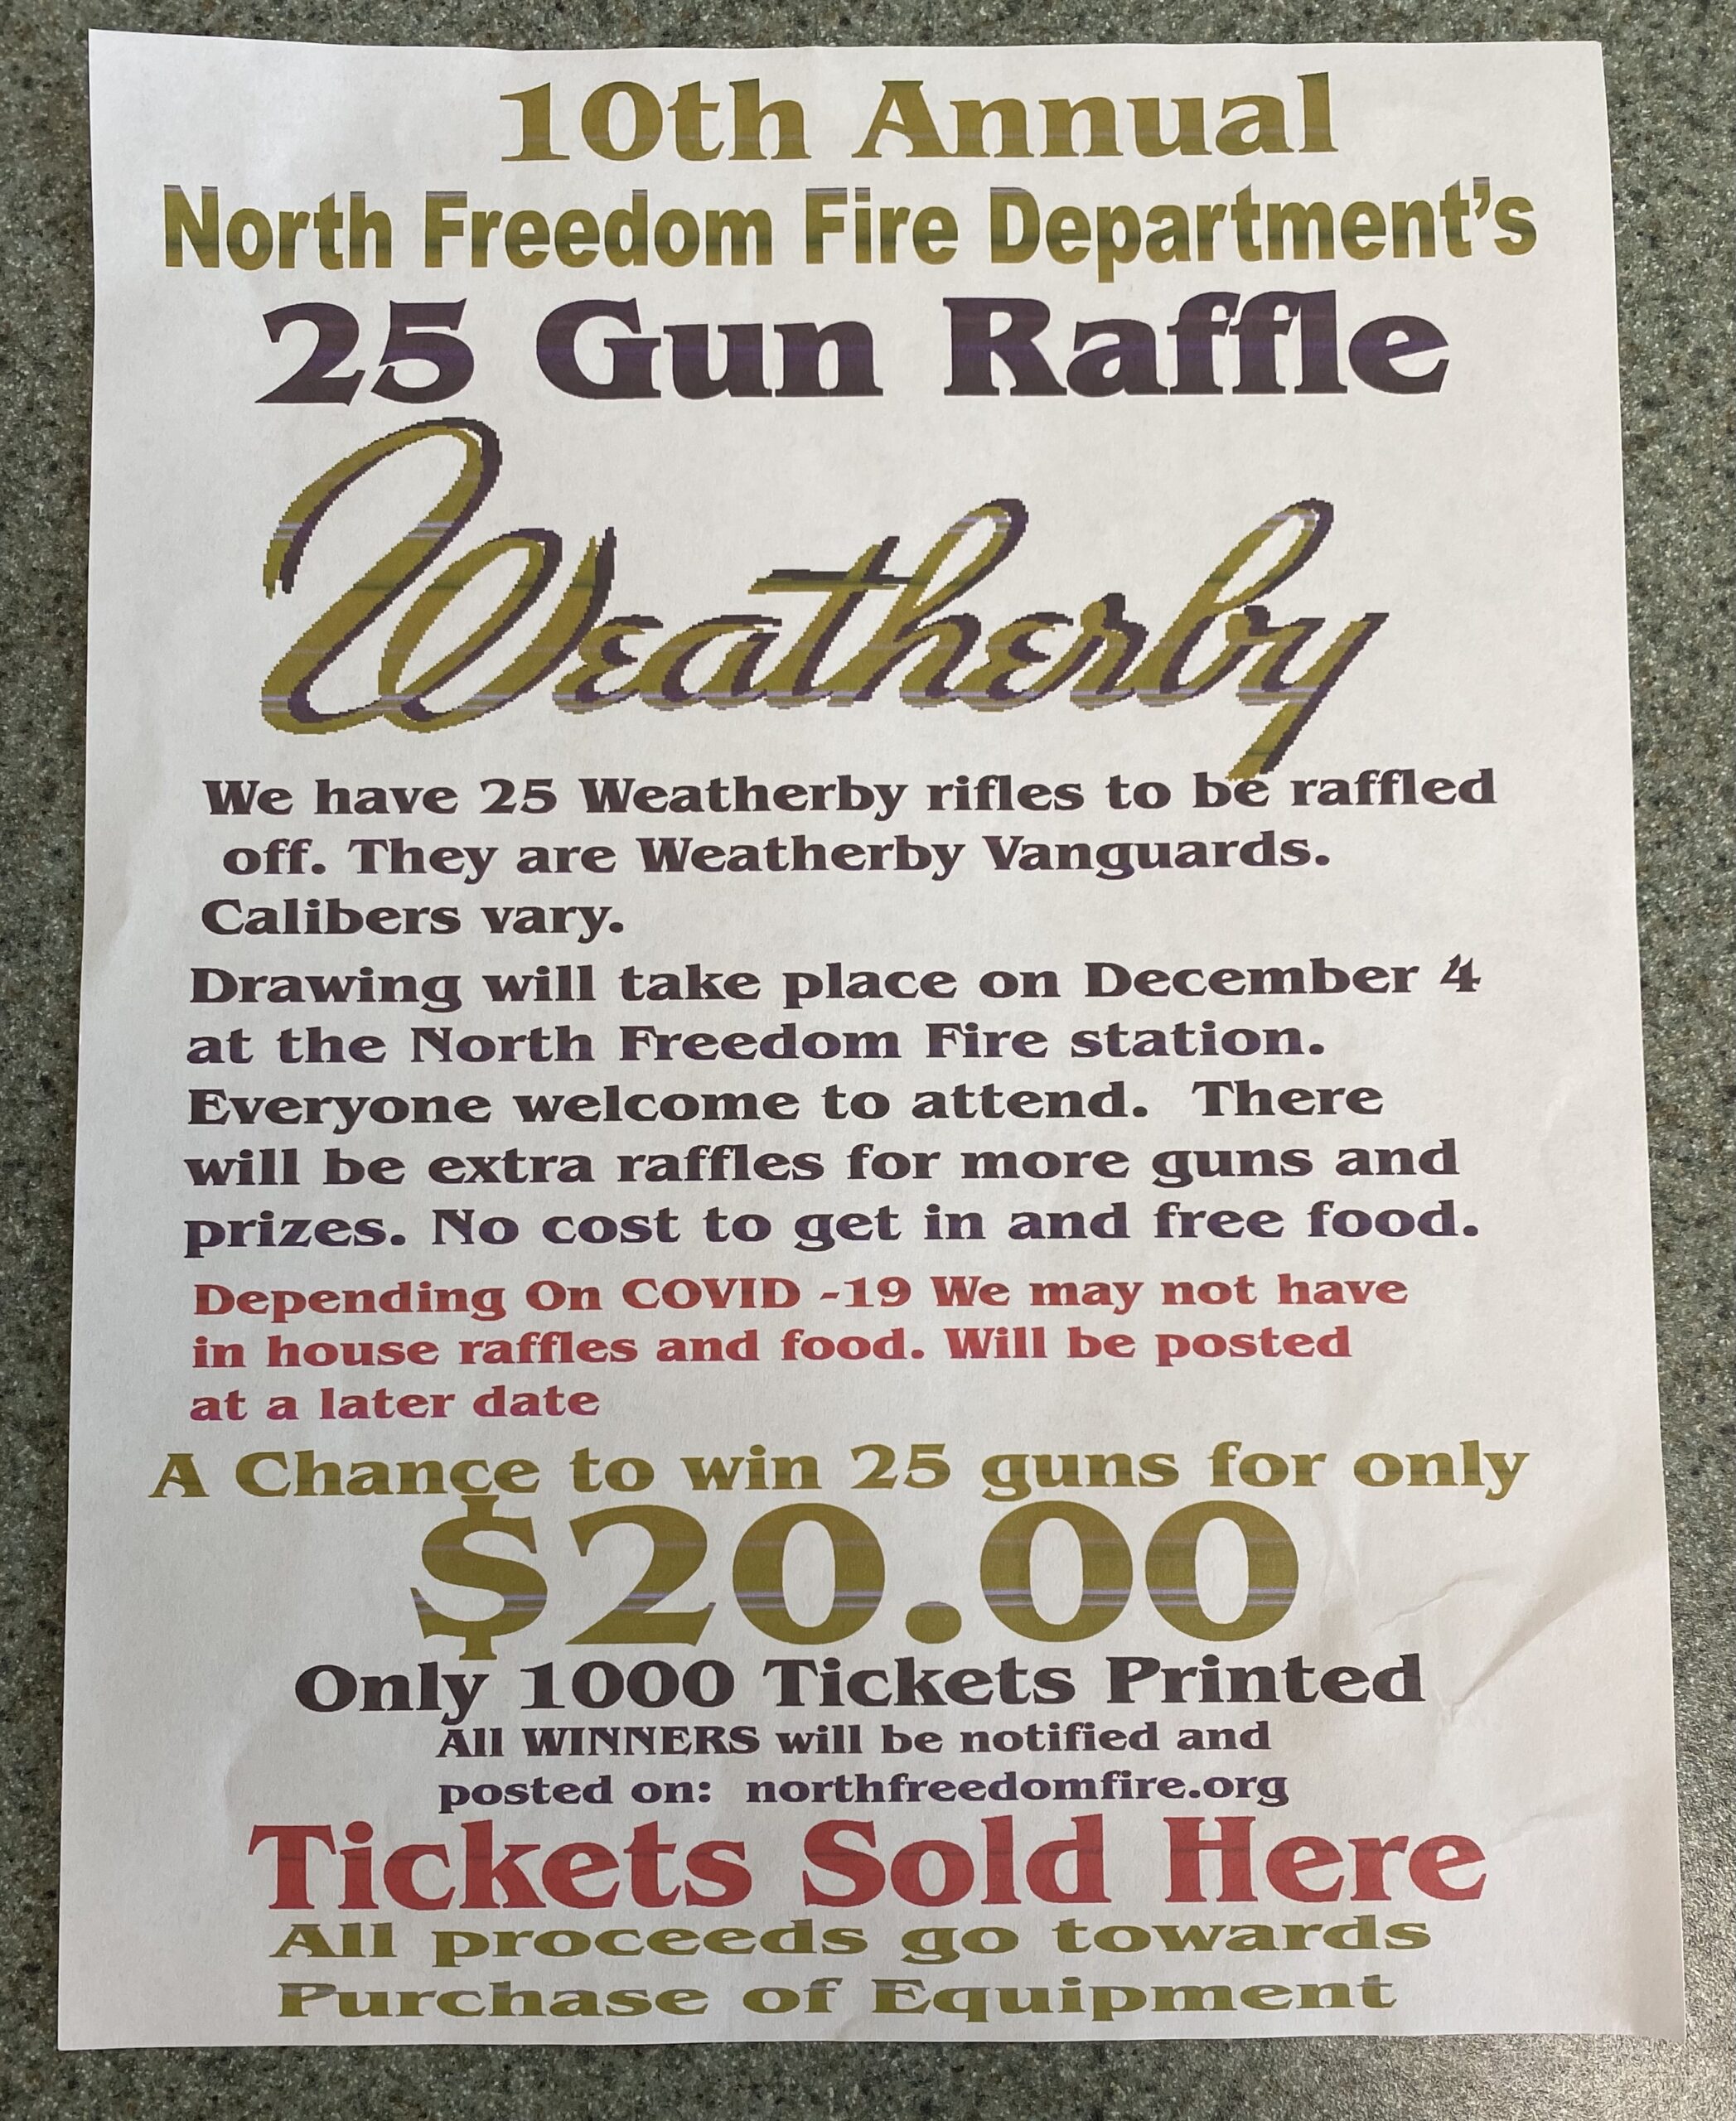 10th Annual
North Freedom Fire Department's
25 Gun Raffle
Weatherby
We have 25 Weatherby rifles to be raffled
off. They are Weatherby Vanguards.
Calibers vary.
Drawing will take place on December 4
at the North Freedom Fire station.
Everyone welcome to attend.  There
will be extra raffles for more guns and
prizes. No cost to get in and free food.
Depending On COVID -19 We may not have
in house raffles and food. Will be posted
at a later date
A Chance to win 25 guns for only
$20.00
Only 1000 Tickets Printed
All WINNERS will be notified and
posted on:  northfreedomfire.org
Tickets Sold Here
All proceeds go towards
Purchase of Equipment